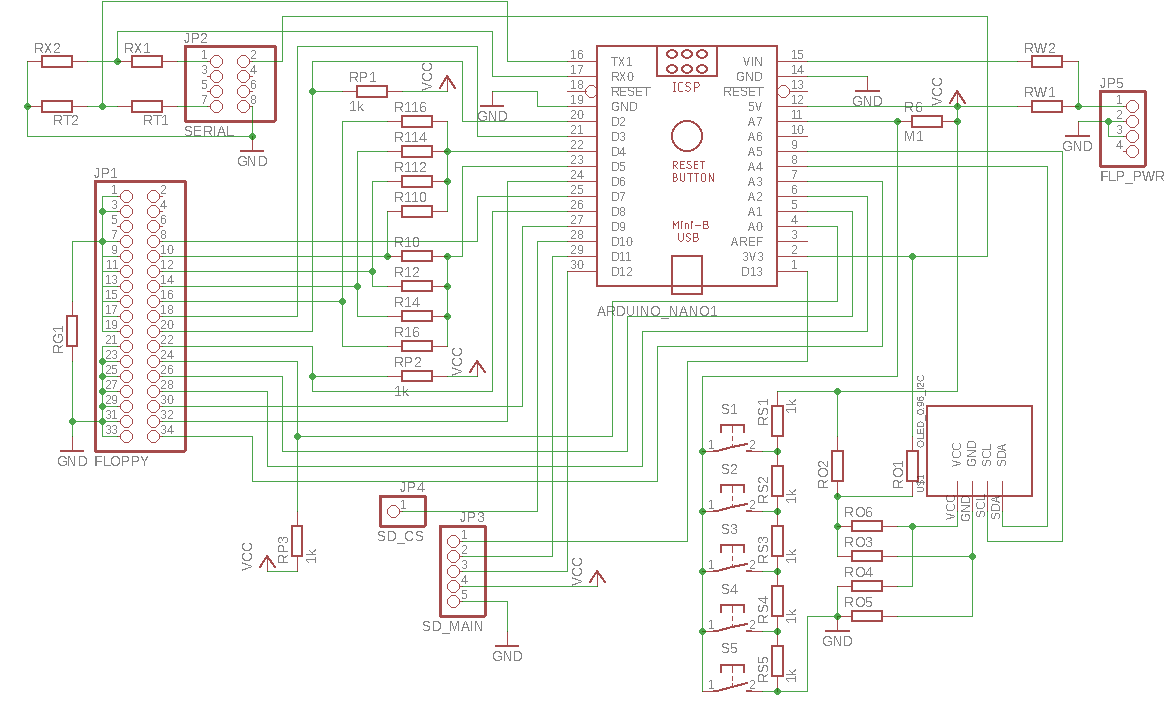 JP2
RX2
RX1
1
2
3
4
5
6
7
8
RT2
RT1
SERIAL
GND
RP1
1k
VCC
R116
R114
R112
R110
GND
16
TX1
17
RX0
18
RESET
19
GND
20
D2
21
D3
22
D4
23
D5
24
D6
25
D7
26
D8
27
D9
28
D10
29
D11
30
D12
ICSP
RESET
BUTTON
Mini-B
USB
VIN
15
GND
14
RESET
13
5V
12
A7
11
A6
10
A5
9
A4
8
A3
7
A2
6
A1
5
A0
4
AREF
3
3V3
2
D13
1
ARDUINO_NANO1
GND
R6
M1
VCC
RW2
RW1
JP5
1
2
3
4
GND
FLP_PWR
JP1
1
2
3
4
5
6
7
8
9
10
11
12
13
14
15
16
17
18
19
20
21
22
23
24
25
26
27
28
29
30
31
32
33
34
RG1
GND
FLOPPY
R10
R12
R14
R16
RP2
1k
VCC
JP4
1
SD_CS
JP3
1
2
3
4
5
SD_MAIN
VCC
GND
RP3
1k
VCC
S1
1
2
RS1
1k
S2
1
2
RS2
1k
S3
1
2
RS3
1k
S4
1
2
RS4
1k
S5
1
2
RS5
1k
RO2
RO1
RO6
RO3
RO4
RO5
GND
OLED_0.96_I2C
U$1
VCC
GND
SCL
SDA
VCC
GND
SCL
SDA